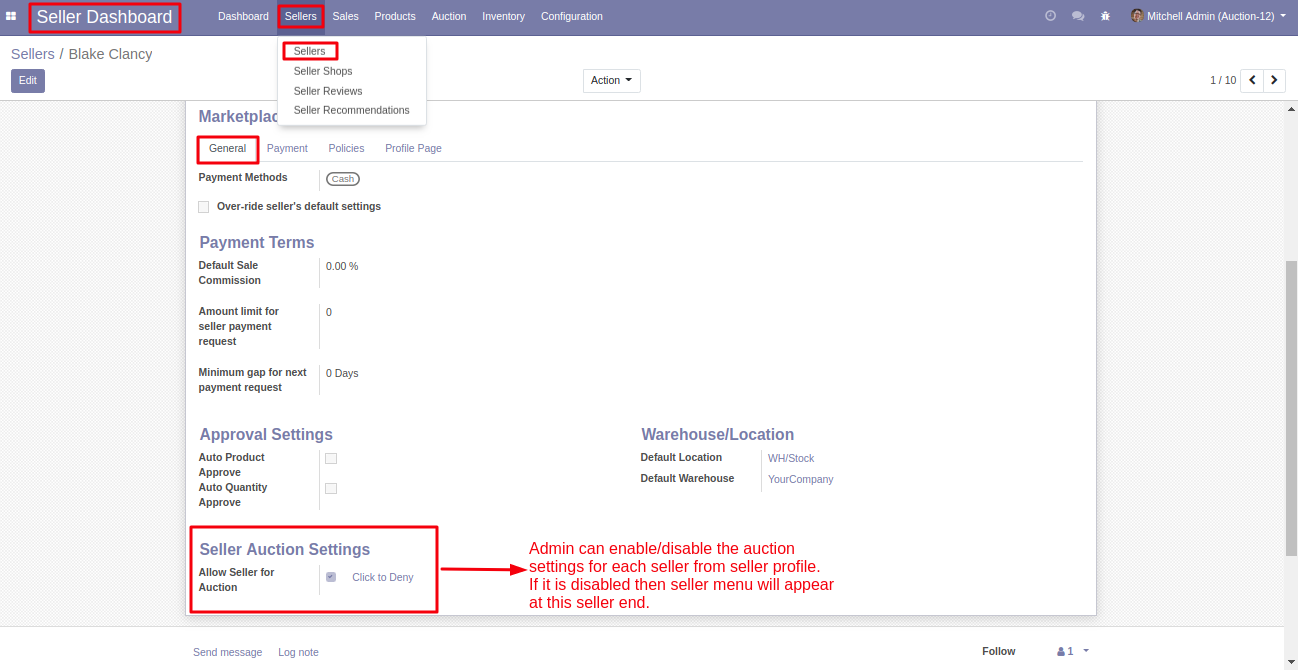 Seller Dashboard
Dashboard Sellers Sales Products Auction Inventory Configuration
Mitchell Admin (Auction-12)
Sellers / Blake Clancy
Edit
Action
1 / 10
Sellers
Seller Shops
Seller Reviews
Seller Recommendations
Marketplac
General Payment Policies Profile Page
Payment Methods Cash
Over-ride seller's default settings
Payment Terms
Default Sale
Commission
0.00 %
Amount limit for
seller payment
request
0
Minimum gap for next
payment request
0 Days
Approval Settings
Auto Product
Approve
Auto Quantity
Approve
Warehouse/Location
Default Location WH/Stock
Default Warehouse YourCompany
Seller Auction Settings
Allow Seller for
Auction
Click to Deny
Admin can enable/disable the auction
settings for each seller from seller profile.
If it is disabled then seller menu will appear
at this seller end.
Send message Log note
Follow 1